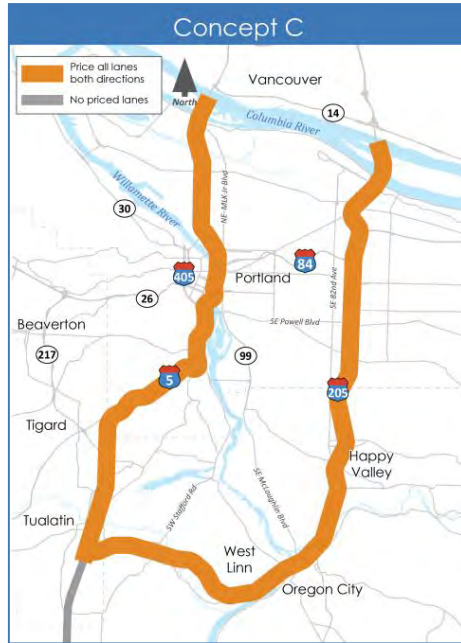 Concept C
Price all lanes
both directions
No priced lanes
North
Vancouver
14
Columbia River
Willamette River
NE-MLK-Jr Blvd
30
405
84
Portland
26
SE 82nd Ave
Beaverton
SE Powell Blvd
217
99
5
205
Tigard
Happy
Valley
SW Stafford Rd
SE McLoughlin Blvd
Tualatin
West
Linn
Oregon City